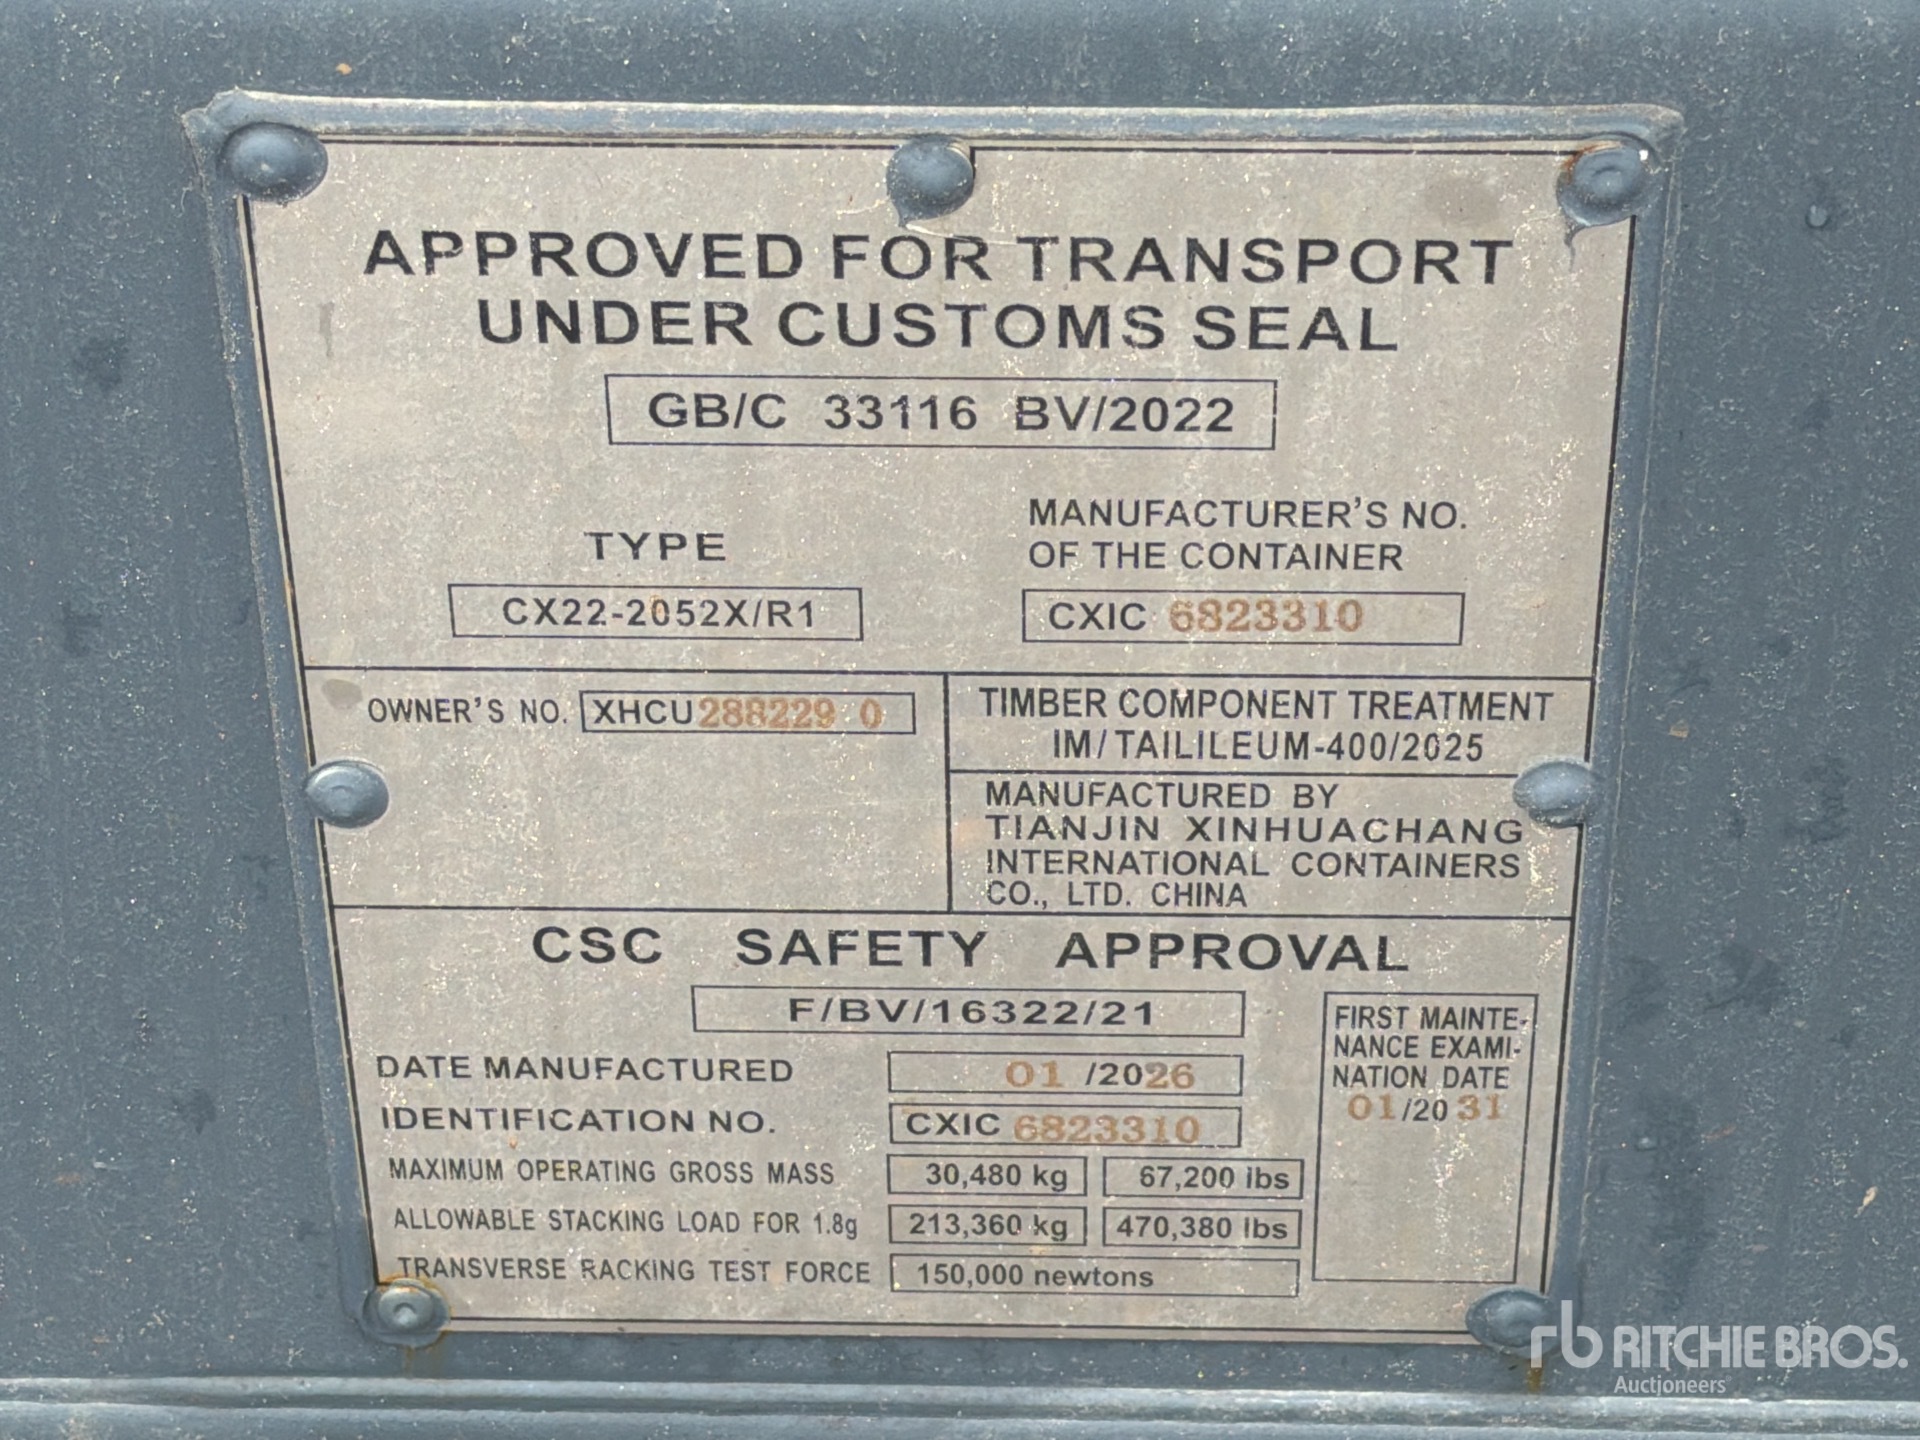 APPROVED FOR TRANSPORT
UNDER CUSTOMS SEAL
GB/C 33116 BV/2022
TYPE
CX22-2052X/R1
MANUFACTURER'S NO.
OF THE CONTAINER
CXIC 6823310
OWNER'S NO. XHCU 288229 0
TIMBER COMPONENT TREATMENT
IM/TAILILEUM-400/2025
MANUFACTURED BY
TIANJIN XINHUACHANG
INTERNATIONAL CONTAINERS
CO., LTD. CHINA
CSC SAFETY APPROVAL
F/BV/16322/21
DATE MANUFACTURED 01/2026
IDENTIFICATION NO. CXIC 6823310
MAXIMUM OPERATING GROSS MASS 30,480 kg 67,200 lbs
ALLOWABLE STACKING LOAD FOR 1.8g 213,360 kg 470,380 lbs
TRANSVERSE RACKING TEST FORCE 150,000 newtons
FIRST MAINTE-
NANCE EXAMI-
NATION DATE
01/2031
rb RITCHIE BROS.
Auctioneers